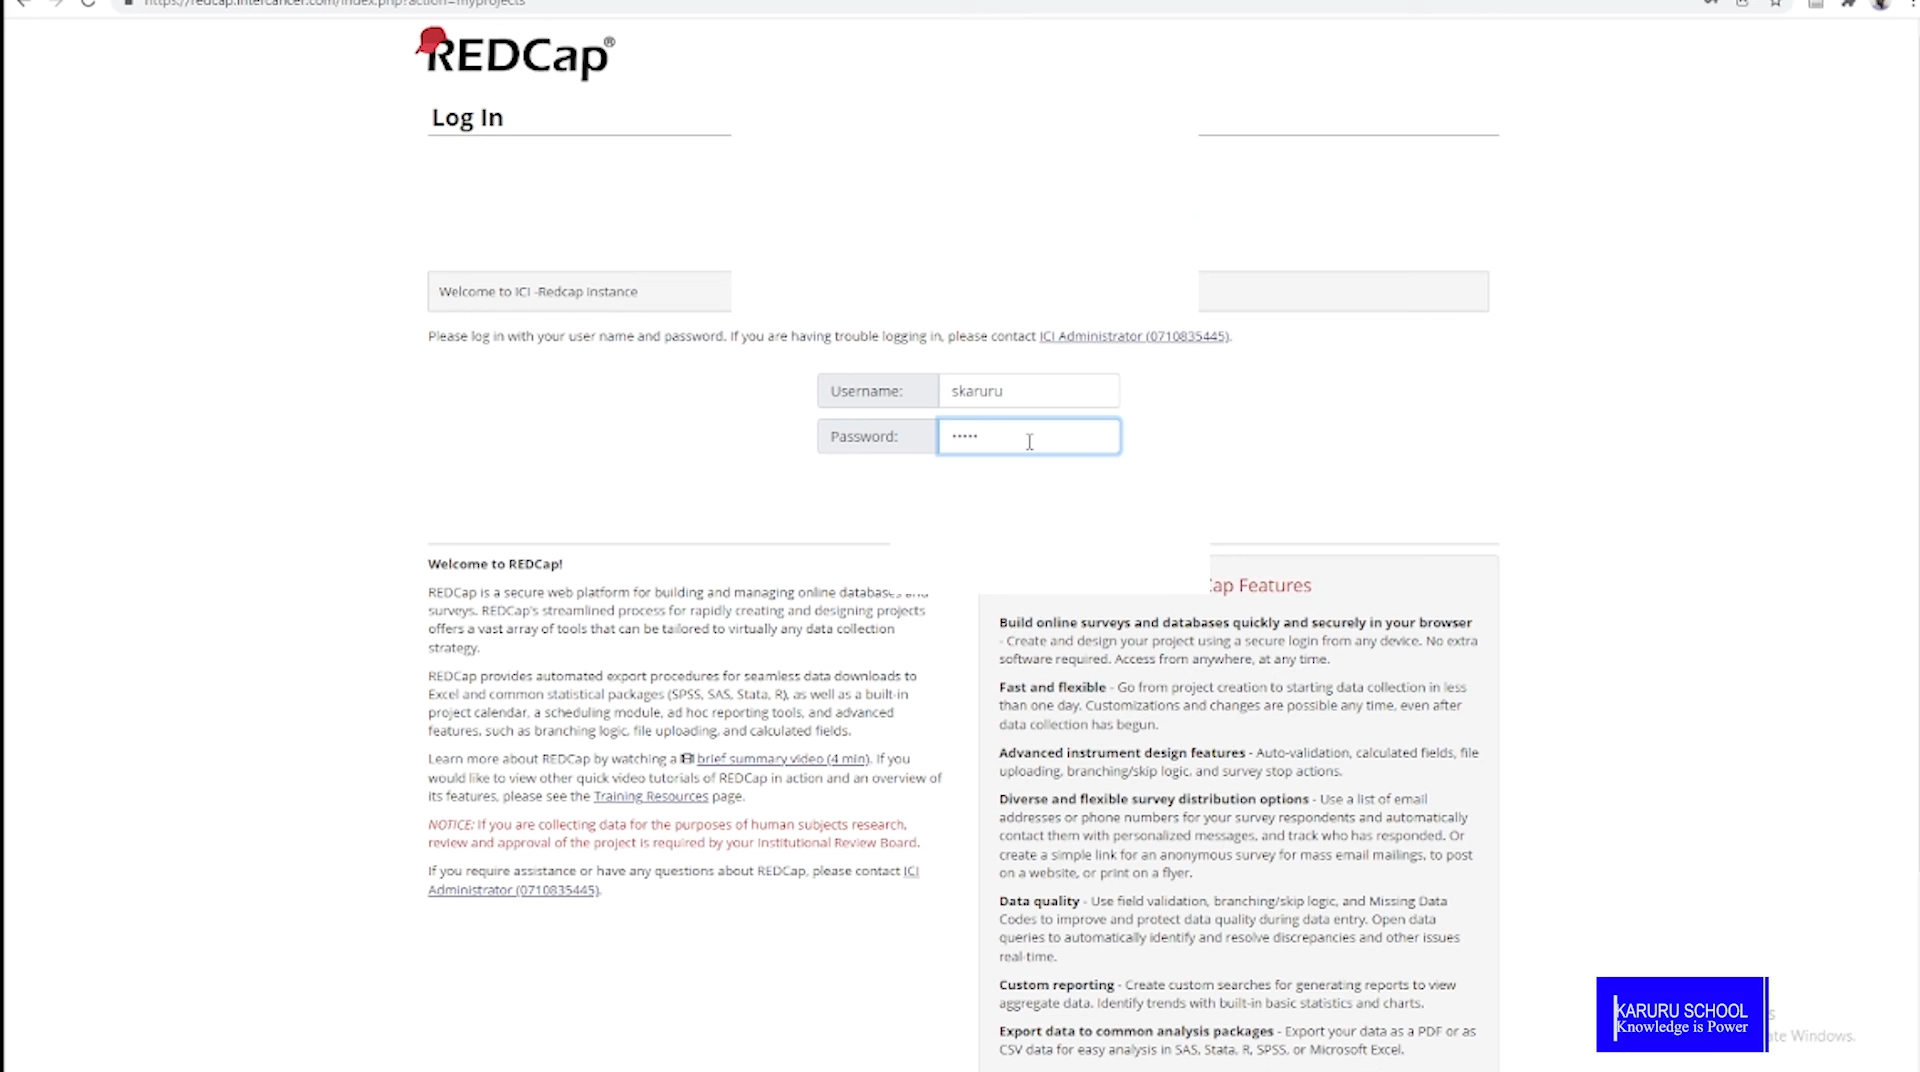 https://redcap.intercancer.com/index.php?action=myprojects
REDCap®
Log In
Welcome to ICI -Redcap Instance
Please log in with your user name and password. If you are having trouble logging in, please contact ICI Administrator (0710835445).
Username: skaruru
Password: •••••
Welcome to REDCap!
REDCap is a secure web platform for building and managing online databases and
surveys. REDCap's streamlined process for rapidly creating and designing projects
offers a vast array of tools that can be tailored to virtually any data collection
strategy.
REDCap provides automated export procedures for seamless data downloads to
Excel and common statistical packages (SPSS, SAS, Stata, R), as well as a built-in
project calendar, a scheduling module, ad hoc reporting tools, and advanced
features, such as branching logic, file uploading, and calculated fields.
Learn more about REDCap by watching a brief summary video (4 min). If you
would like to view other quick video tutorials of REDCap in action and an overview of
its features, please see the Training Resources page.
NOTICE: If you are collecting data for the purposes of human subjects research,
review and approval of the project is required by your Institutional Review Board.
If you require assistance or have any questions about REDCap, please contact ICI
Administrator (0710835445).
ap Features
Build online surveys and databases quickly and securely in your browser
- Create and design your project using a secure login from any device. No extra
software required. Access from anywhere, at any time.
Fast and flexible - Go from project creation to starting data collection in less
than one day. Customizations and changes are possible any time, even after
data collection has begun.
Advanced instrument design features - Auto-validation, calculated fields, file
uploading, branching/skip logic, and survey stop actions.
Diverse and flexible survey distribution options - Use a list of email
addresses or phone numbers for your survey respondents and automatically
contact them with personalized messages, and track who has responded. Or
create a simple link for an anonymous survey for mass email mailings, to post
on a website, or print on a flyer.
Data quality - Use field validation, branching/skip logic, and Missing Data
Codes to improve and protect data quality during data entry. Open data
queries to automatically identify and resolve discrepancies and other issues
real-time.
Custom reporting - Create custom searches for generating reports to view
aggregate data. Identify trends with built-in basic statistics and charts.
Export data to common analysis packages - Export your data as a PDF or as
CSV data for easy analysis in SAS, Stata, R, SPSS, or Microsoft Excel.
KARURU SCHOOL
Knowledge is Power
s
ate Windows.